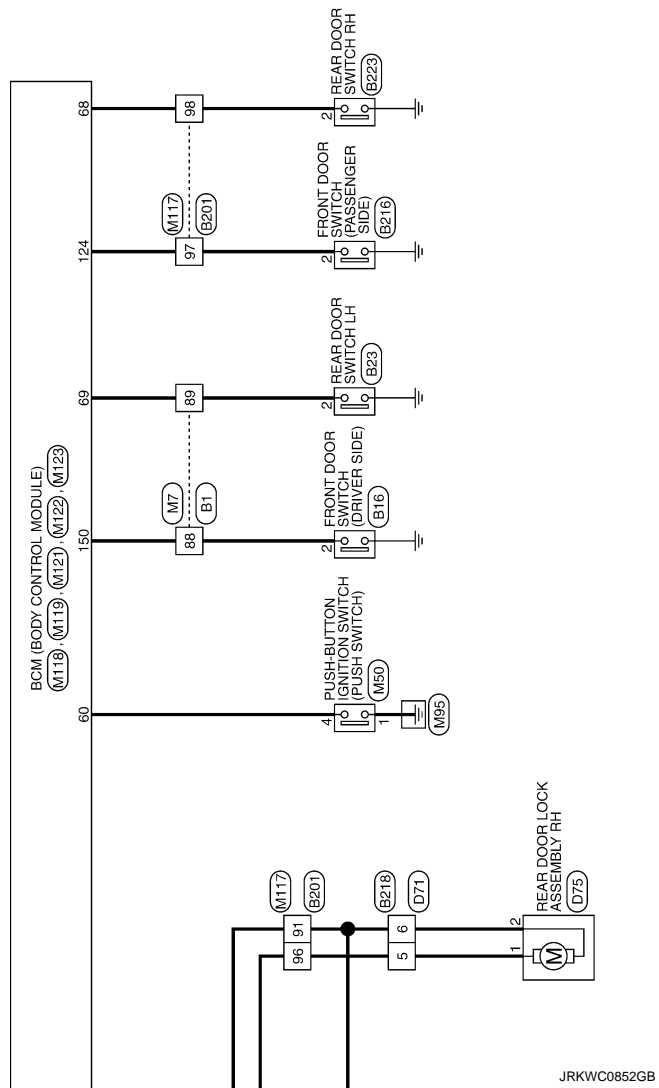 BCM (BODY CONTROL MODULE)
M118 , M119 , M121 , M122 , M123
60
150
69
124
68
M7
B1
88
89
M117
B201
97
98
4
PUSH-BUTTON
IGNITION SWITCH
(PUSH SWITCH)
M50
1
M95
2
FRONT DOOR
SWITCH
(DRIVER SIDE)
B16
2
REAR DOOR
SWITCH LH
B23
2
FRONT DOOR
SWITCH
(PASSENGER
SIDE)
B216
2
REAR DOOR
SWITCH RH
B223
96
91
M117
B201
5
6
B218
D71
1
2
M
REAR DOOR LOCK
ASSEMBLY RH
D75
JRKWC0852GB